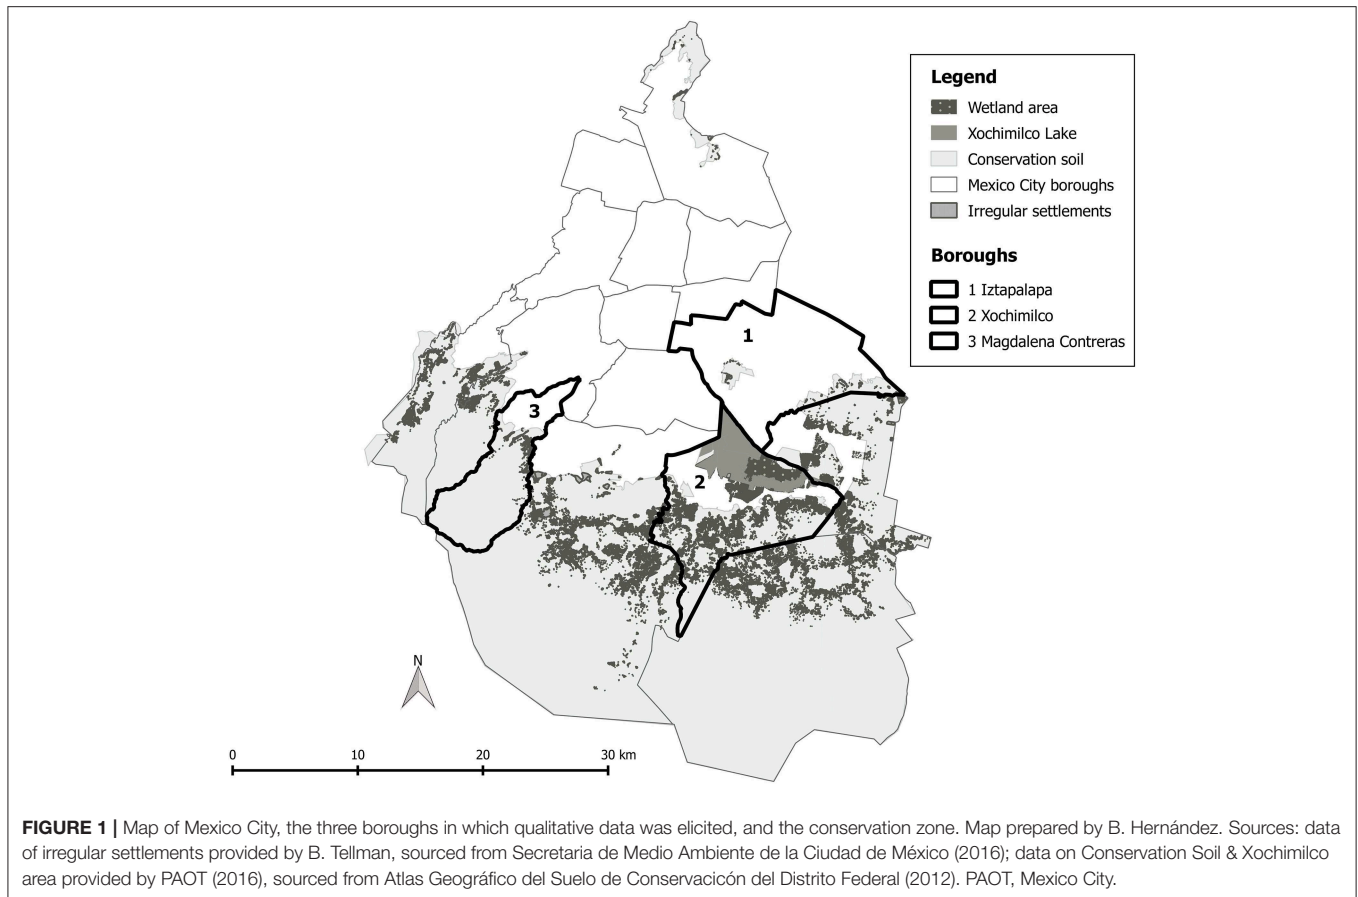 Legend
Wetland area
Xochimilco Lake
Conservation soil
Mexico City boroughs
Irregular settlements
Boroughs
1 Iztapalapa
2 Xochimilco
3 Magdalena Contreras
1
3
2
N
0 10 20 30 km
FIGURE 1 | Map of Mexico City, the three boroughs in which qualitative data was elicited, and the conservation zone. Map prepared by B. Hernández. Sources: data
of irregular settlements provided by B. Tellman, sourced from Secretaria de Medio Ambiente de la Ciudad de México (2016); data on Conservation Soil & Xochimilco
area provided by PAOT (2016), sourced from Atlas Geográfico del Suelo de Conservacicón del Distrito Federal (2012). PAOT, Mexico City.